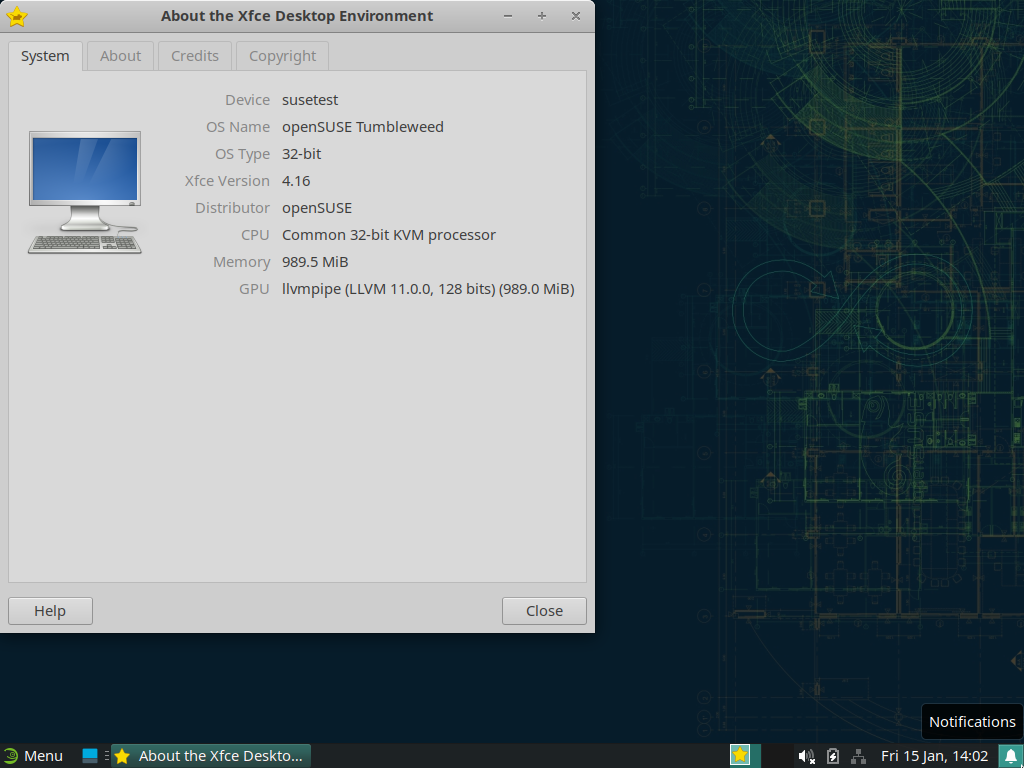 About the Xfce Desktop Environment
System About Credits Copyright
Device susetest
OS Name openSUSE Tumbleweed
OS Type 32-bit
Xfce Version 4.16
Distributor openSUSE
CPU Common 32-bit KVM processor
Memory 989.5 MiB
GPU llvmpipe (LLVM 11.0.0, 128 bits) (989.0 MiB)
Help Close
Notifications
Menu About the Xfce Deskto... Fri 15 Jan, 14:02